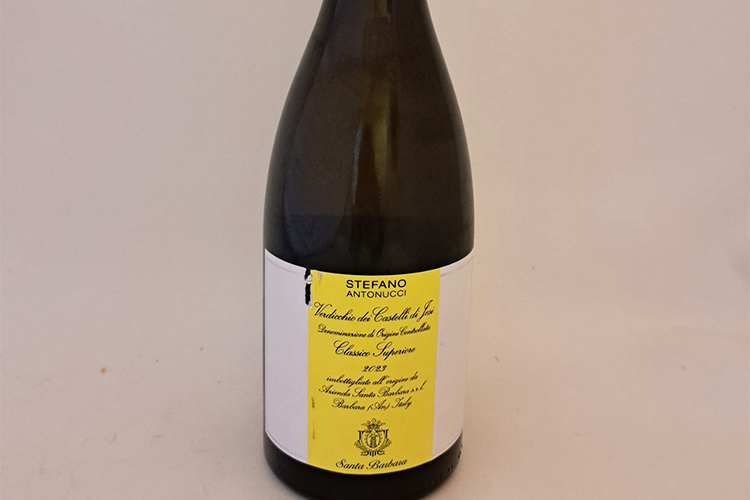 STEFANO
ANTONUCCI
Verdicchio dei Castelli di Jesi
Denominazione di Origine Controllata
Classico Superiore
2023
imbottigliato all'origine da
Azienda Santa Barbara s.r.l.
Barbara (An) Italy
Santa Barbara